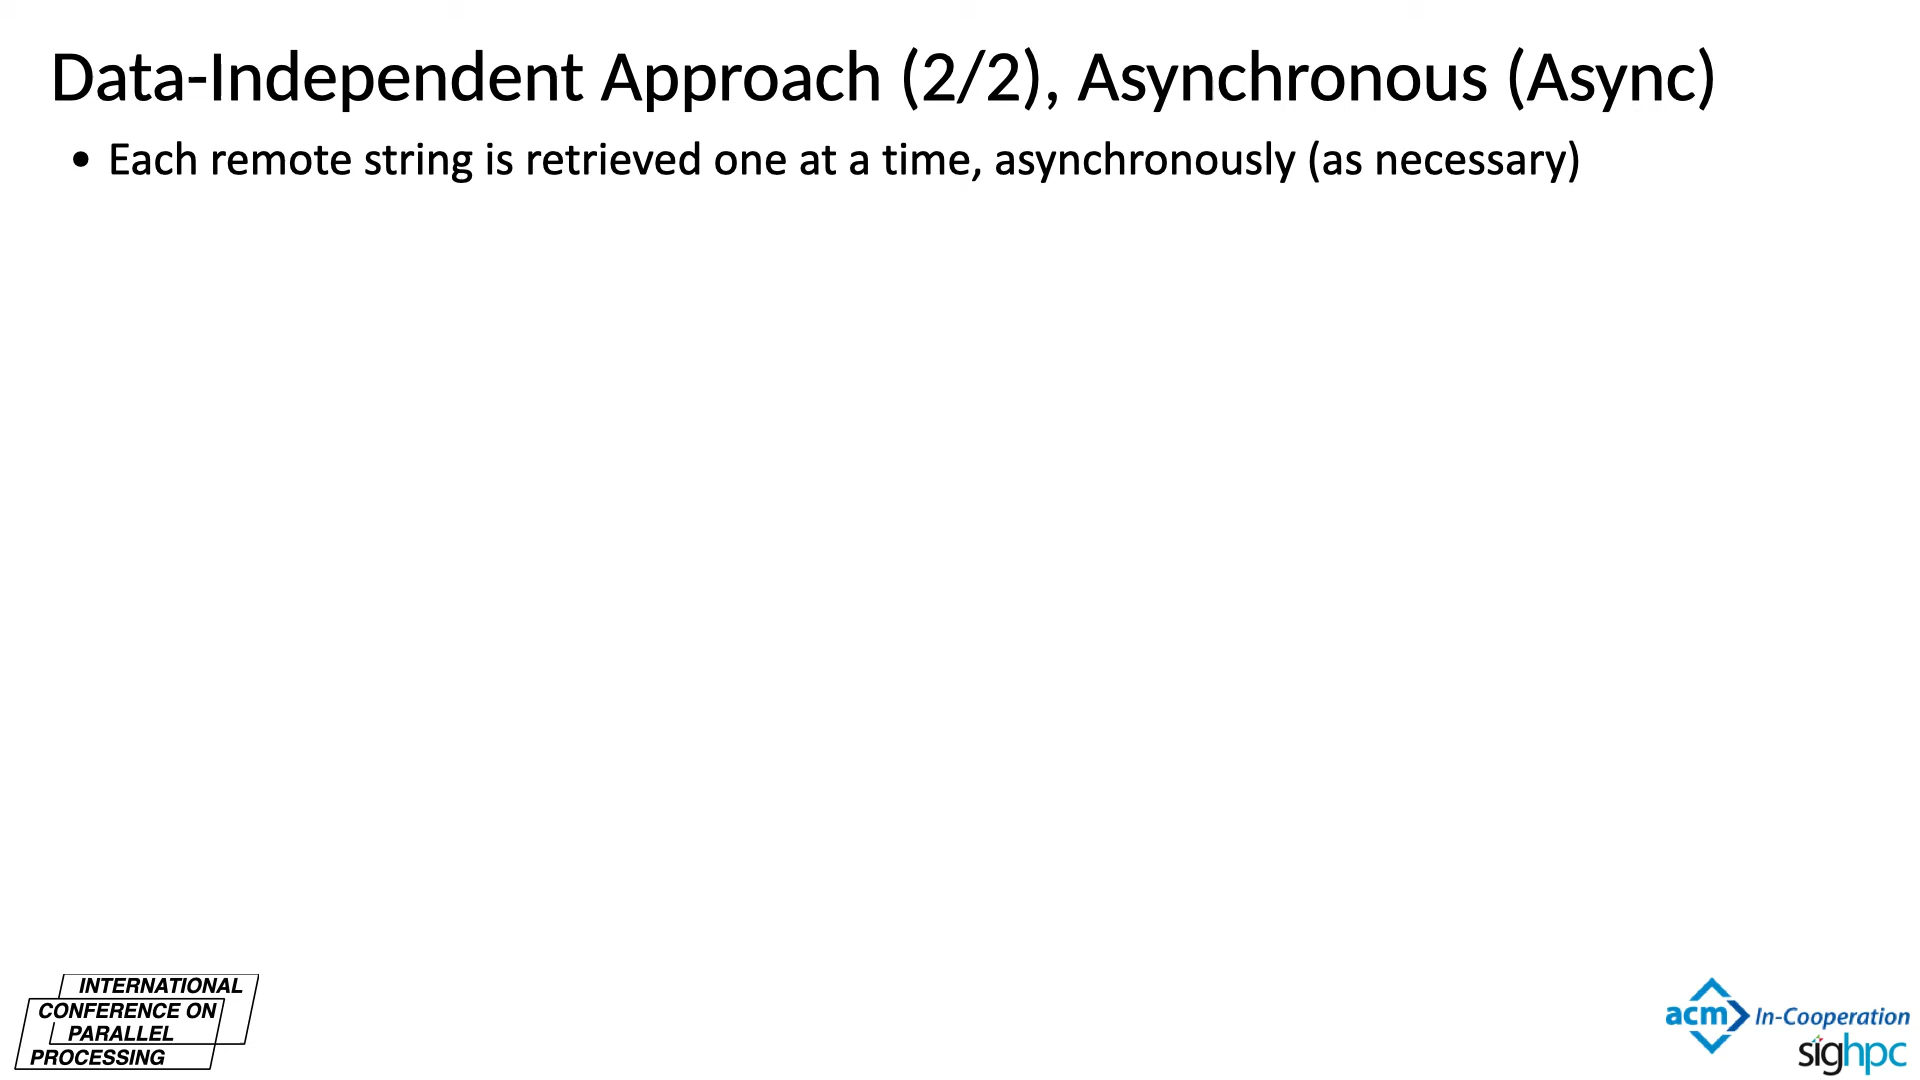 Data-Independent Approach (2/2), Asynchronous (Async)
• Each remote string is retrieved one at a time, asynchronously (as necessary)
INTERNATIONAL
CONFERENCE ON
PARALLEL
PROCESSING
acm In-Cooperation
sighpc